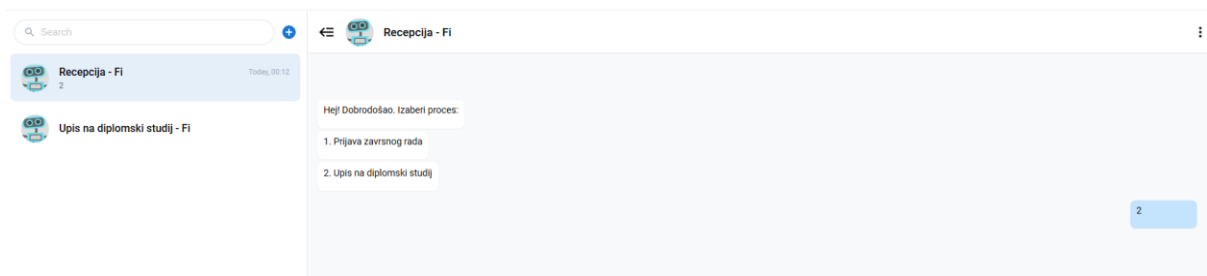 Search
Recepcija - Fi
Today, 00:12
2
Upis na diplomski studij - Fi
Recepcija - Fi
Hej! Dobrodošao. Izaberi proces:
1. Prijava zavrsnog rada
2. Upis na diplomski studij
2